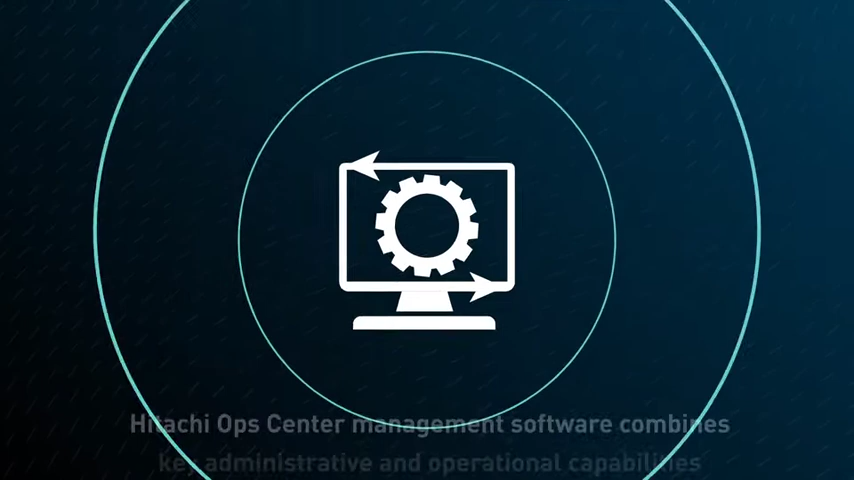 Hitachi Ops Center management software combines
key administrative and operational capabilities